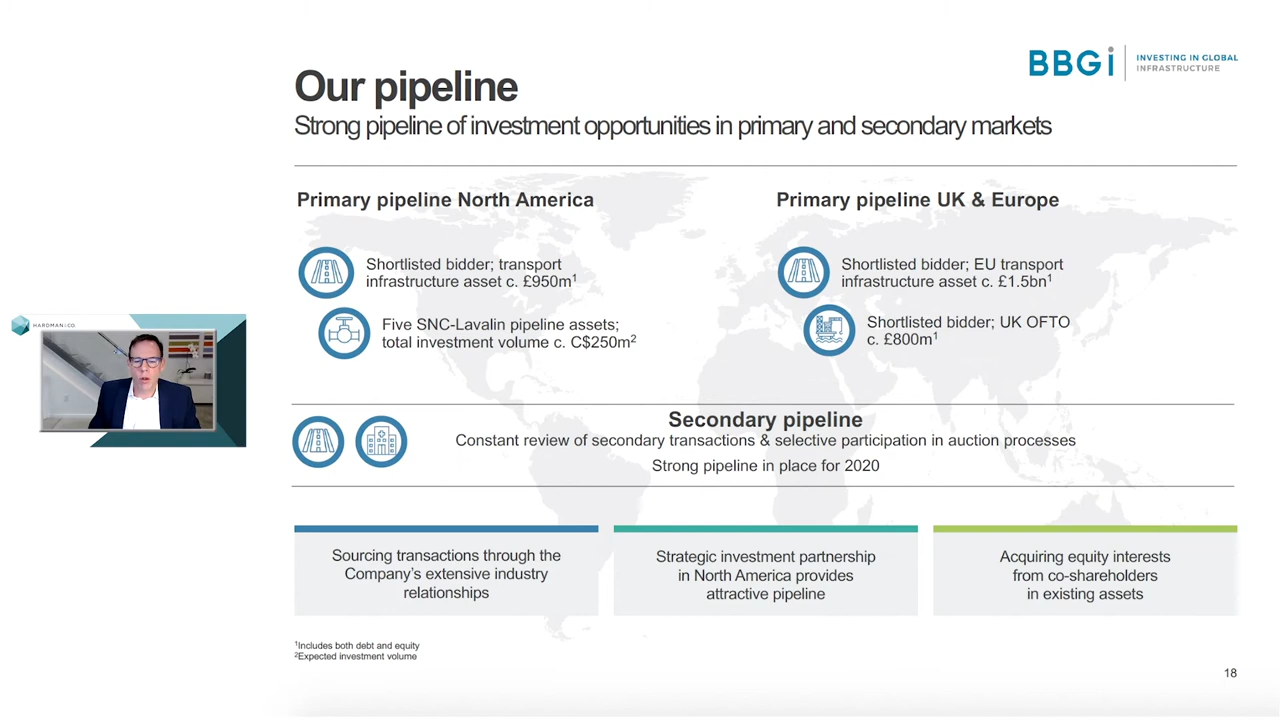 BBGi
INVESTING IN GLOBAL
INFRASTRUCTURE
Our pipeline
Strong pipeline of investment opportunities in primary and secondary markets
Primary pipeline North America
Shortlisted bidder; transport
infrastructure asset c. £950m¹
Five SNC-Lavalin pipeline assets;
total investment volume c. C$250m²
Primary pipeline UK & Europe
Shortlisted bidder; EU transport
infrastructure asset c. £1.5bn¹
Shortlisted bidder; UK OFTO
c. £800m¹
HARDMAN&CO.
Secondary pipeline
Constant review of secondary transactions & selective participation in auction processes
Strong pipeline in place for 2020
Sourcing transactions through the
Company's extensive industry
relationships
Strategic investment partnership
in North America provides
attractive pipeline
Acquiring equity interests
from co-shareholders
in existing assets
¹Includes both debt and equity
²Expected investment volume
18